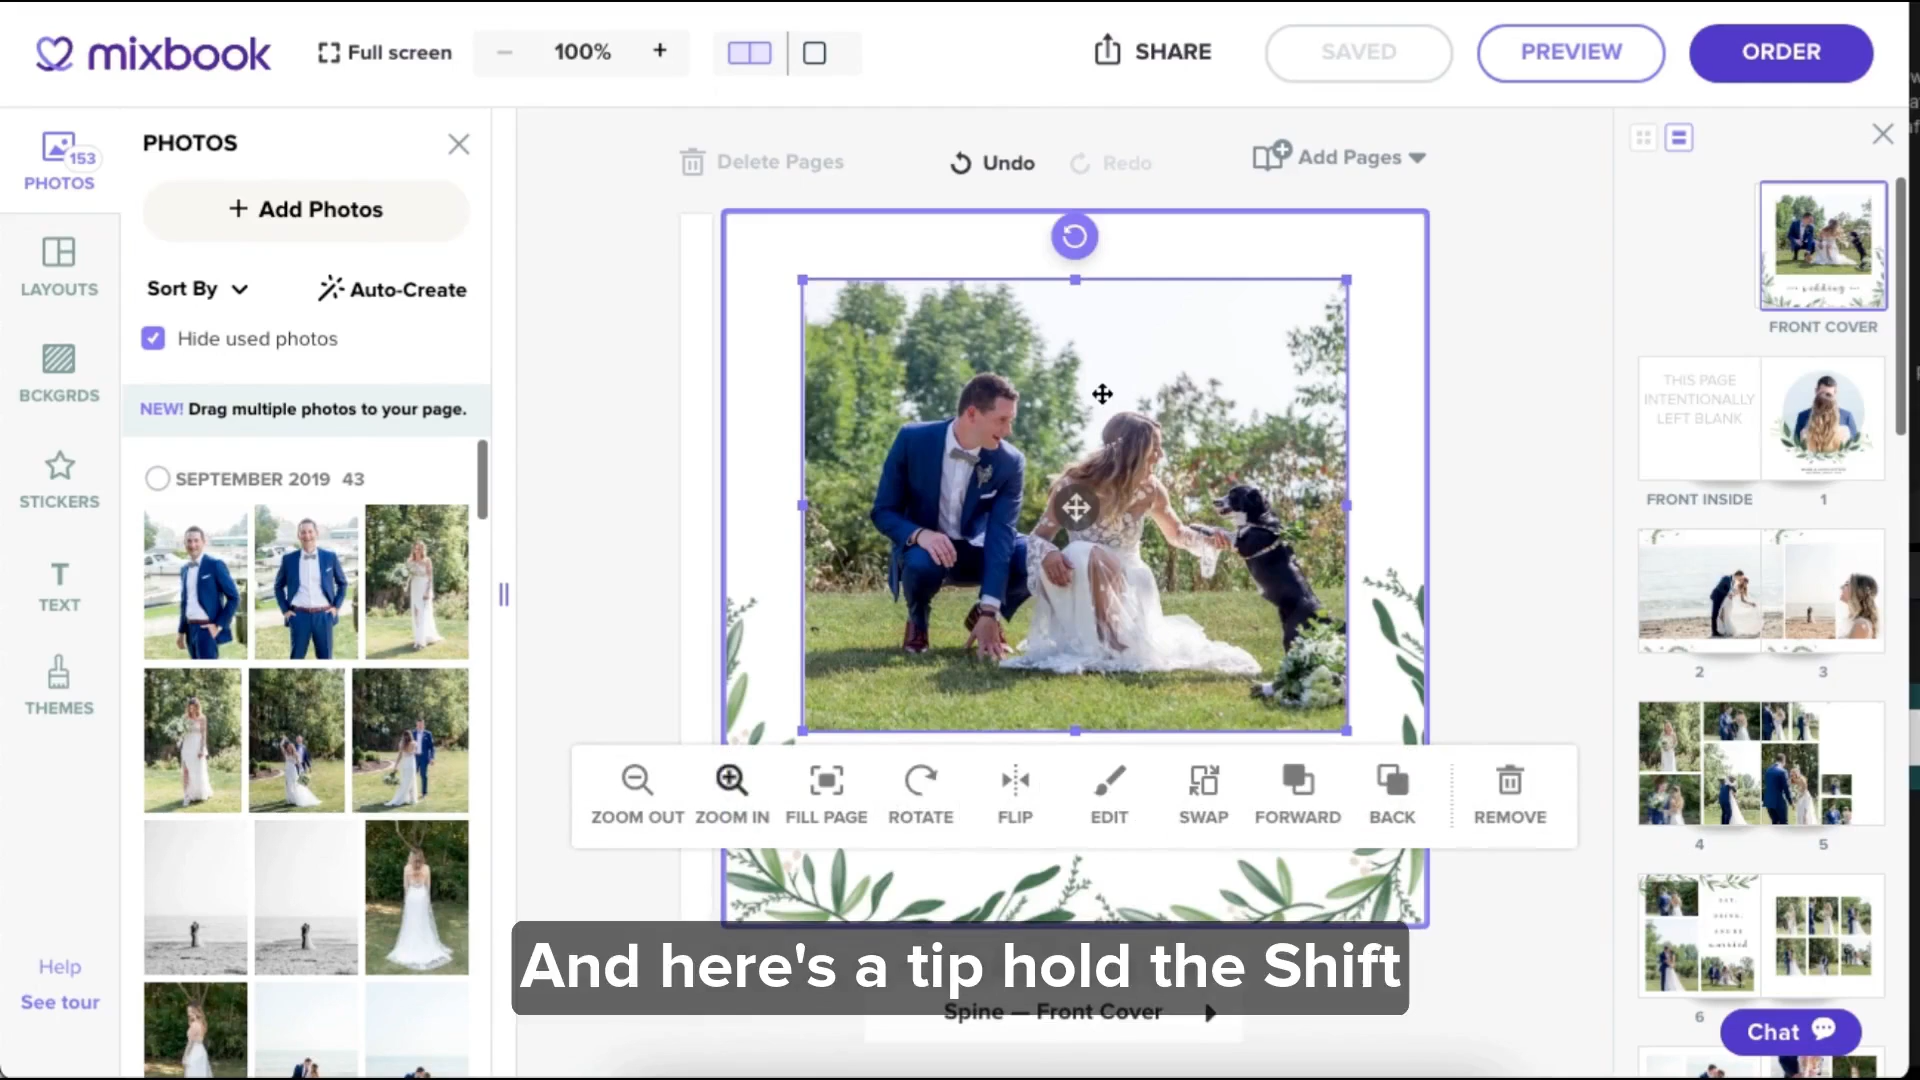 mixbook
Full screen
100%
SHARE
SAVED
PREVIEW
ORDER
153
PHOTOS
LAYOUTS
BCKGRDS
STICKERS
TEXT
THEMES
Help
See tour
PHOTOS
+ Add Photos
Sort By
Auto-Create
Hide used photos
NEW! Drag multiple photos to your page.
SEPTEMBER 2019 43
Delete Pages
Undo
Redo
Add Pages
ZOOM OUT
ZOOM IN
FILL PAGE
ROTATE
FLIP
EDIT
SWAP
FORWARD
BACK
REMOVE
And here's a tip hold the Shift
Spine — Front Cover
wedding
FRONT COVER
THIS PAGE
INTENTIONALLY
LEFT BLANK
FRONT INSIDE
1
2
3
4
5
married
6
Chat